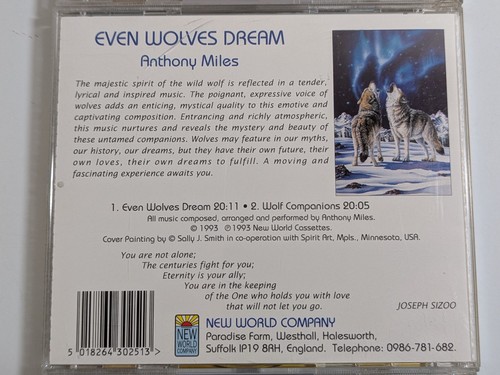 EVEN WOLVES DREAM
Anthony Miles
The majestic spirit of the wild wolf is reflected in a tender,
lyrical and inspired music. The poignant, expressive voice of
wolves adds an enticing, mystical quality to this emotive and
captivating composition. Entrancing and richly atmospheric,
this music nurtures and reveals the mystery and beauty of
these untamed companions. Wolves may feature in our myths,
our history, our dreams, but they have their own future, their
own loves, their own dreams to fulfill. A moving and
fascinating experience awaits you.
1. Even Wolves Dream 20:11 • 2. Wolf Companions 20:05
All music composed, arranged and performed by Anthony Miles.
© 1993 ℗ 1993 New World Cassettes.
Cover Painting by © Sally J. Smith in co-operation with Spirit Art, Mpls., Minnesota, USA.
You are not alone;
The centuries fight for you;
Eternity is your ally;
You are in the keeping
of the One who holds you with love
that will not let you go.
JOSEPH SIZOO
5 018264 302513 >
NEW
WORLD
COMPANY
NEW WORLD COMPANY
Paradise Farm, Westhall, Halesworth,
Suffolk IP19 8RH, England. Telephone: 0986-781-682.